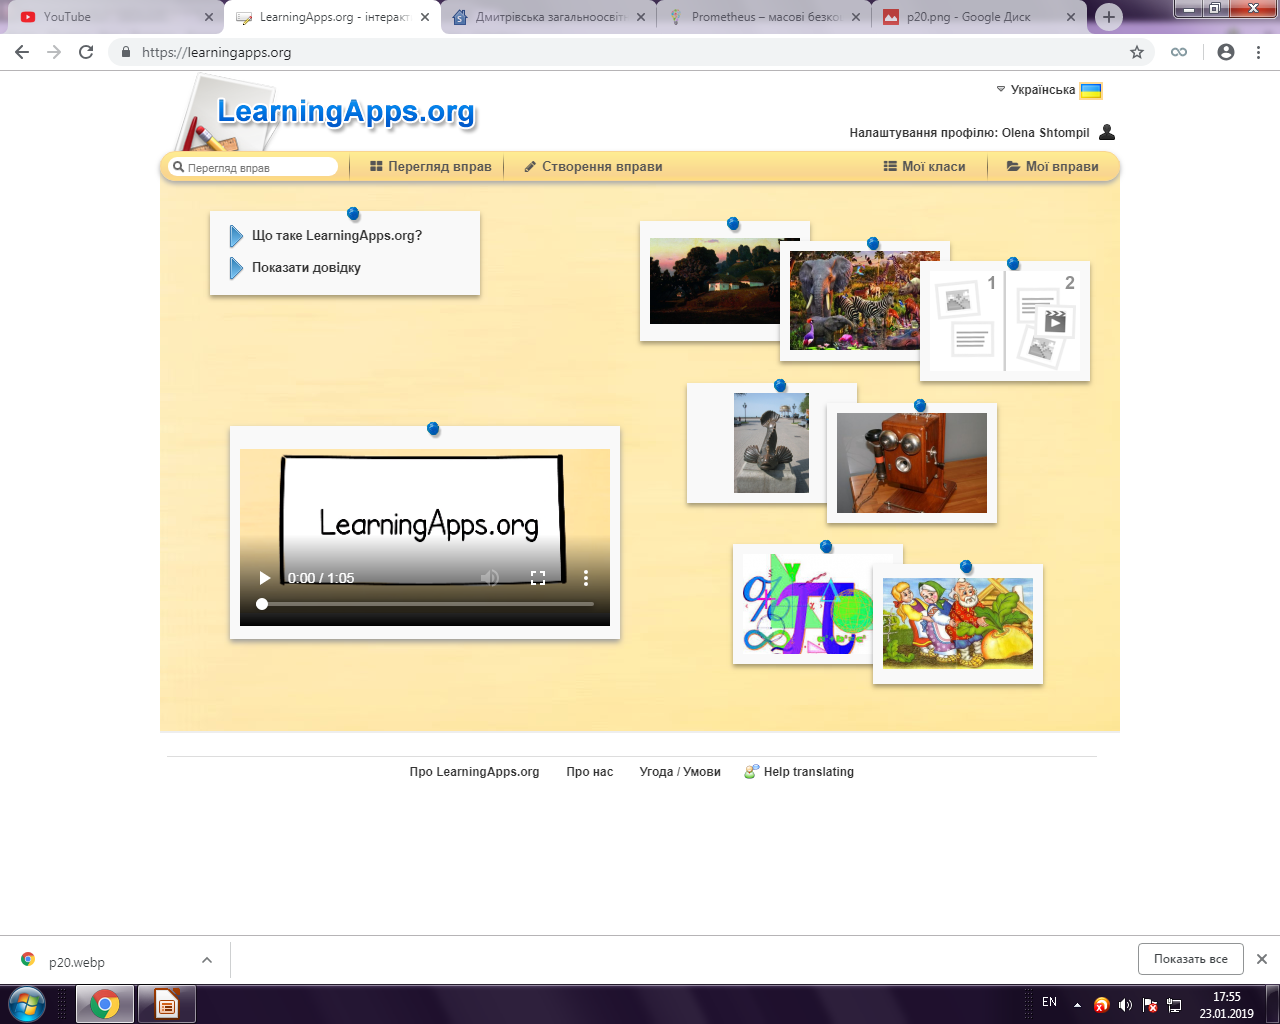 YouTube
LearningApps.org - інтеракт
Дмитрівська загальноосвіт
Prometheus – масові безко
p20.png - Google Диск
https://learningapps.org
LearningApps.org
Українська
Налаштування профілю: Olena Shtompil
Перегляд вправ
Перегляд вправ
Створення вправи
Мої класи
Мої вправи
Що таке LearningApps.org?
Показати довідку
1 2
LearningApps.org
0:00 / 1:05
Про LearningApps.org Про нас Угода / Умови Help translating
p20.webp
Показать все
EN
17:55
23.01.2019